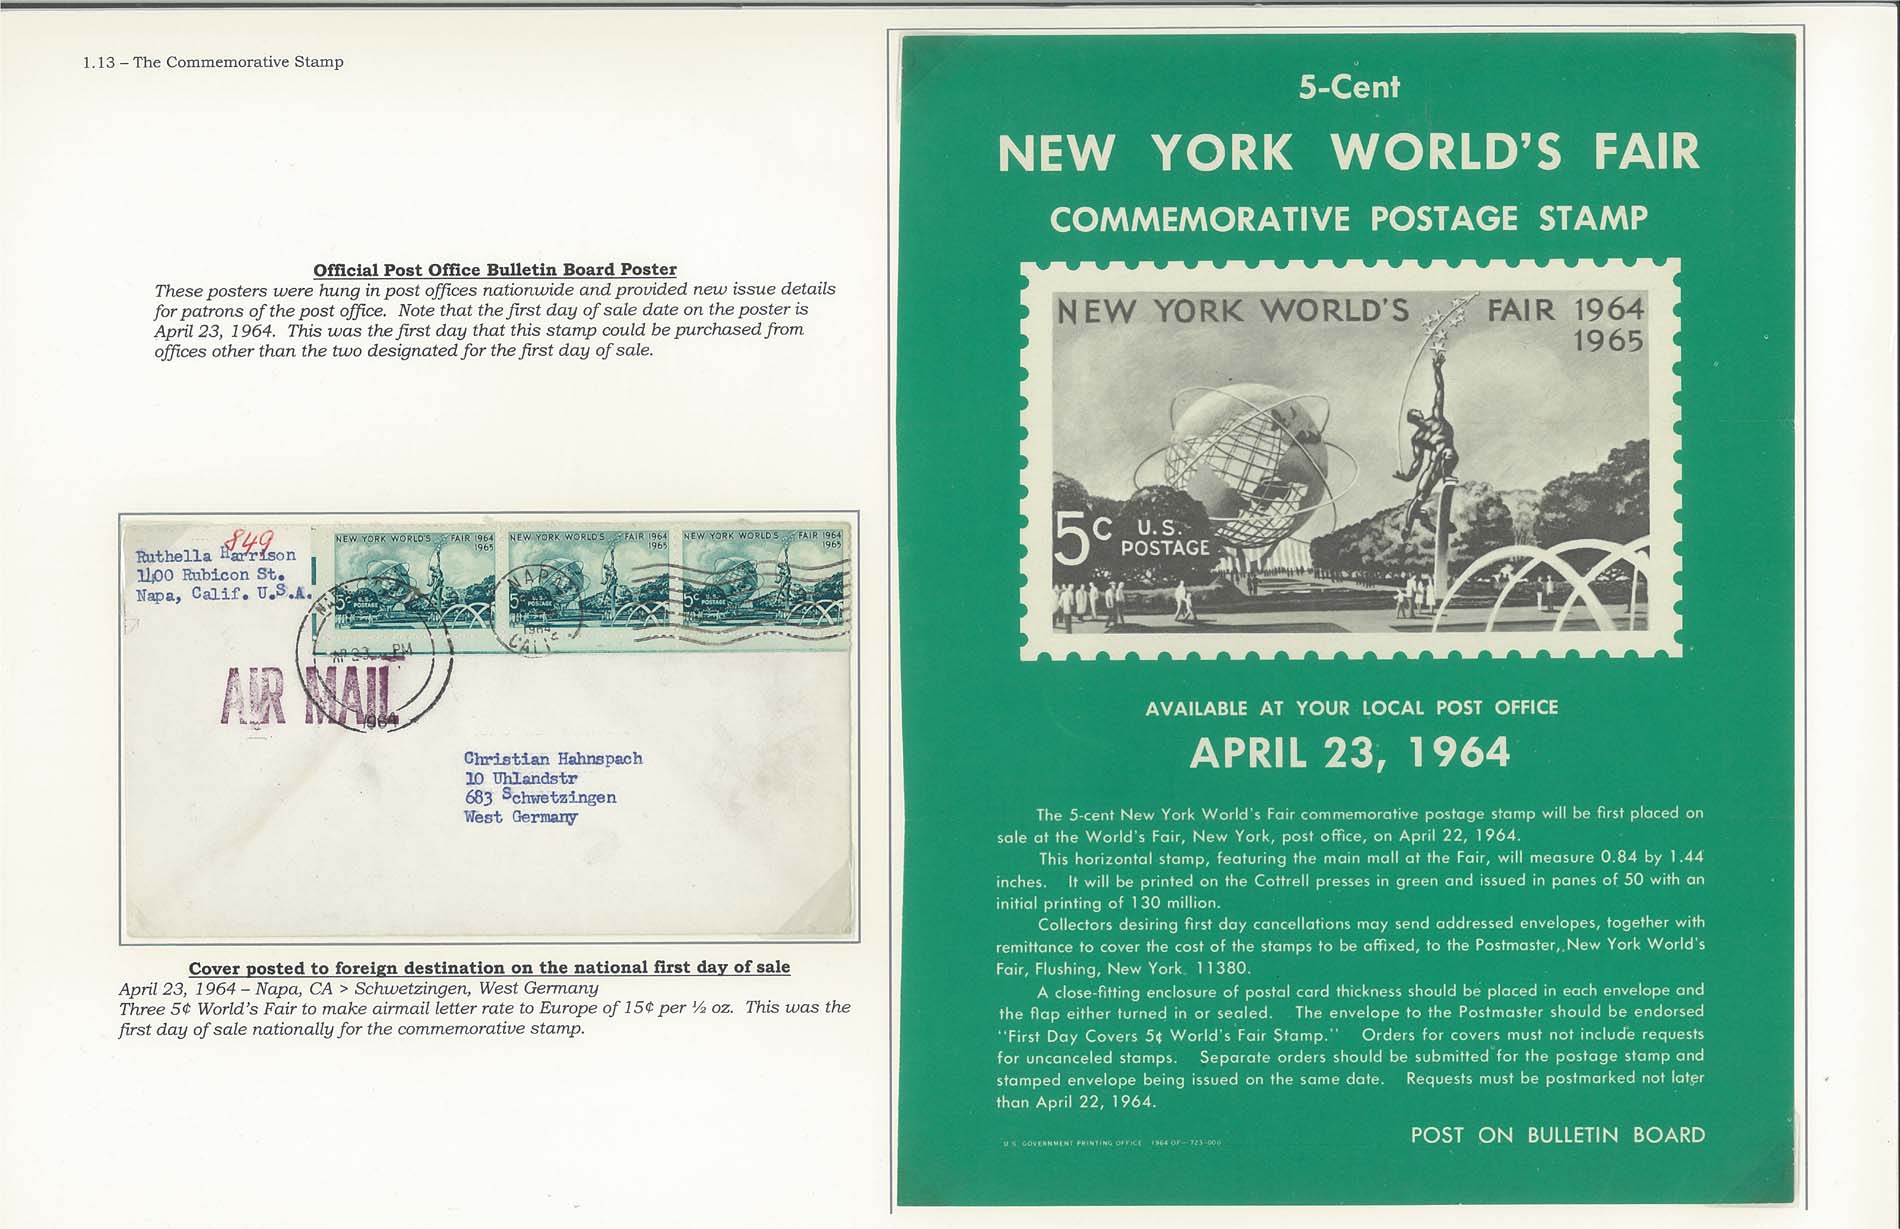 1.13 – The Commemorative Stamp
Official Post Office Bulletin Board Poster
These posters were hung in post offices nationwide and provided new issue details
for patrons of the post office. Note that the first day of sale date on the poster is
April 23, 1964. This was the first day that this stamp could be purchased from
offices other than the two designated for the first day of sale.
849
Ruthella Harrison
1100 Rubicon St.
Napa, Calif. U.S.A.
NEW YORK WORLD'S FAIR 1964
1965
5c U.S.
POSTAGE
NEW YORK WORLD'S FAIR 1964
1965
5c U.S.
POSTAGE
NEW YORK WORLD'S FAIR 1964
1965
5c U.S.
POSTAGE
NAPA
1964
CALIF.
AP 23 PM
1964
AIR MAIL
Christian Hahnspach
10 Uhlandstr
683 Schwetzingen
West Germany
Cover posted to foreign destination on the national first day of sale
April 23, 1964 – Napa, CA > Schwetzingen, West Germany
Three 5¢ World's Fair to make airmail letter rate to Europe of 15¢ per ½ oz. This was the
first day of sale nationally for the commemorative stamp.
5-Cent
NEW YORK WORLD'S FAIR
COMMEMORATIVE POSTAGE STAMP
NEW YORK WORLD'S FAIR 1964
1965
5c U.S.
POSTAGE
AVAILABLE AT YOUR LOCAL POST OFFICE
APRIL 23, 1964
The 5-cent New York World's Fair commemorative postage stamp will be first placed on
sale at the World's Fair, New York, post office, on April 22, 1964.
This horizontal stamp, featuring the main mall at the Fair, will measure 0.84 by 1.44
inches. It will be printed on the Cottrell presses in green and issued in panes of 50 with an
initial printing of 130 million.
Collectors desiring first day cancellations may send addressed envelopes, together with
remittance to cover the cost of the stamps to be affixed, to the Postmaster, New York World's
Fair, Flushing, New York 11380.
A close-fitting enclosure of postal card thickness should be placed in each envelope and
the flap either turned in or sealed. The envelope to the Postmaster should be endorsed
"First Day Covers 5¢ World's Fair Stamp." Orders for covers must not include requests
for uncanceled stamps. Separate orders should be submitted for the postage stamp and
stamped envelope being issued on the same date. Requests must be postmarked not later
than April 22, 1964.
U.S. GOVERNMENT PRINTING OFFICE 1964 OF—723-006
POST ON BULLETIN BOARD